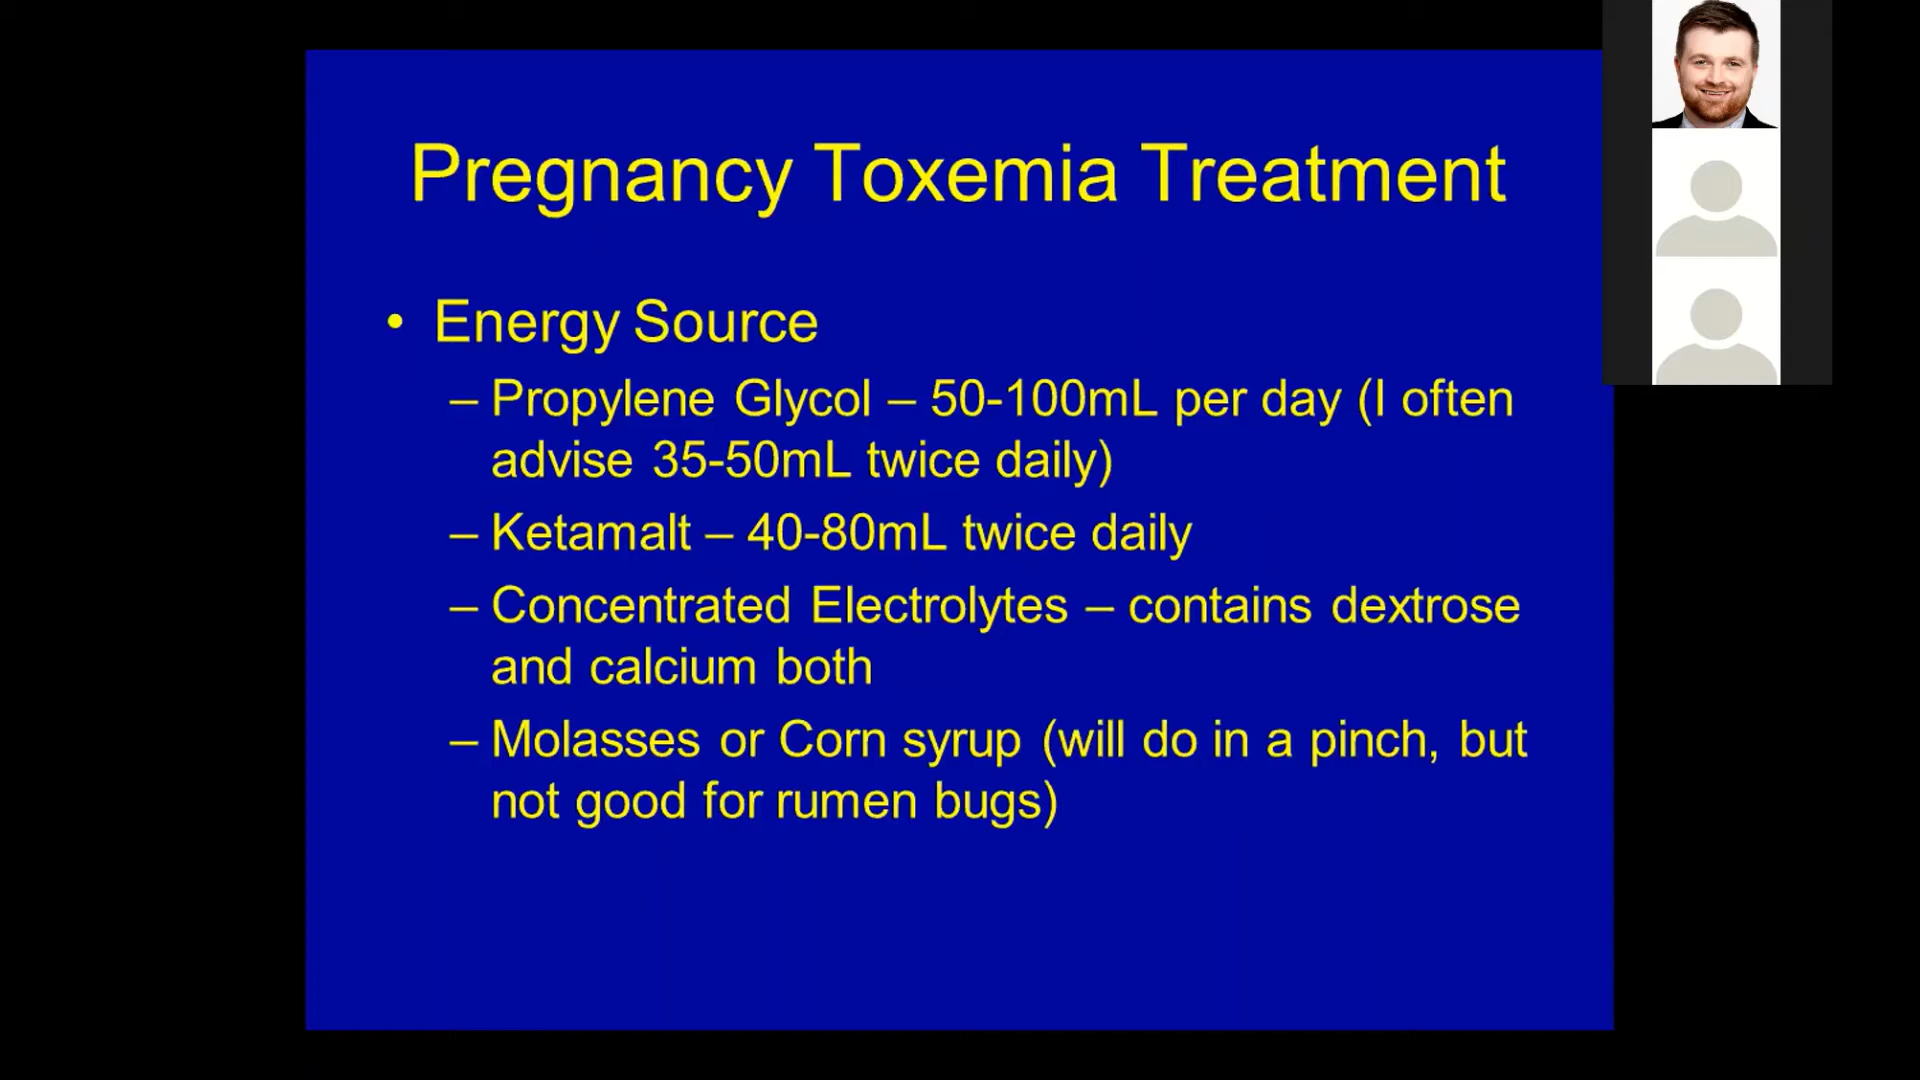 Pregnancy Toxemia Treatment
• Energy Source
– Propylene Glycol – 50-100mL per day (I often
advise 35-50mL twice daily)
– Ketamalt – 40-80mL twice daily
– Concentrated Electrolytes – contains dextrose
and calcium both
– Molasses or Corn syrup (will do in a pinch, but
not good for rumen bugs)